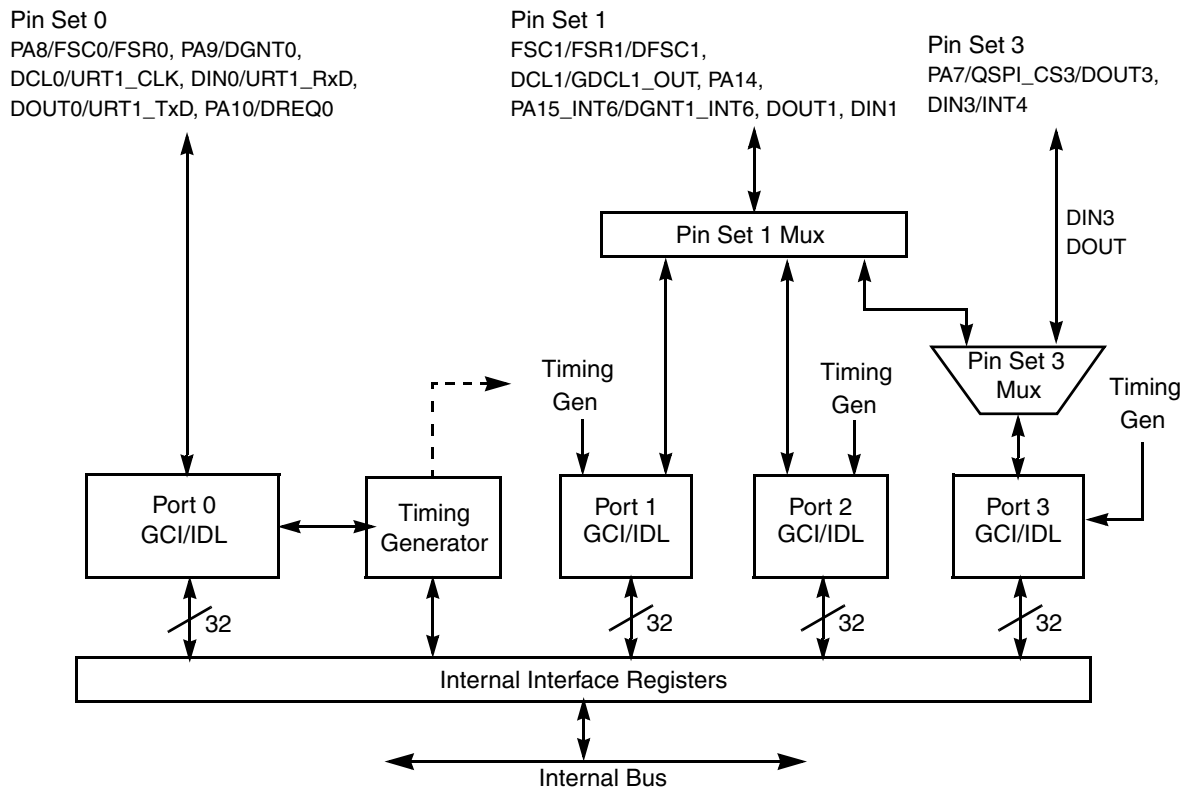 Pin Set 0
PA8/FSC0/FSR0, PA9/DGNT0,
DCL0/URT1_CLK, DIN0/URT1_RxD,
DOUT0/URT1_TxD, PA10/DREQ0
Pin Set 1
FSC1/FSR1/DFSC1,
DCL1/GDCL1_OUT, PA14,
PA15_INT6/DGNT1_INT6, DOUT1, DIN1
Pin Set 3
PA7/QSPI_CS3/DOUT3,
DIN3/INT4
DIN3
DOUT
Pin Set 1 Mux
Pin Set 3
Mux
Timing
Gen
Timing
Gen
Timing
Gen
Port 0
GCI/IDL
Timing
Generator
Port 1
GCI/IDL
Port 2
GCI/IDL
Port 3
GCI/IDL
32
32
32
32
Internal Interface Registers
Internal Bus